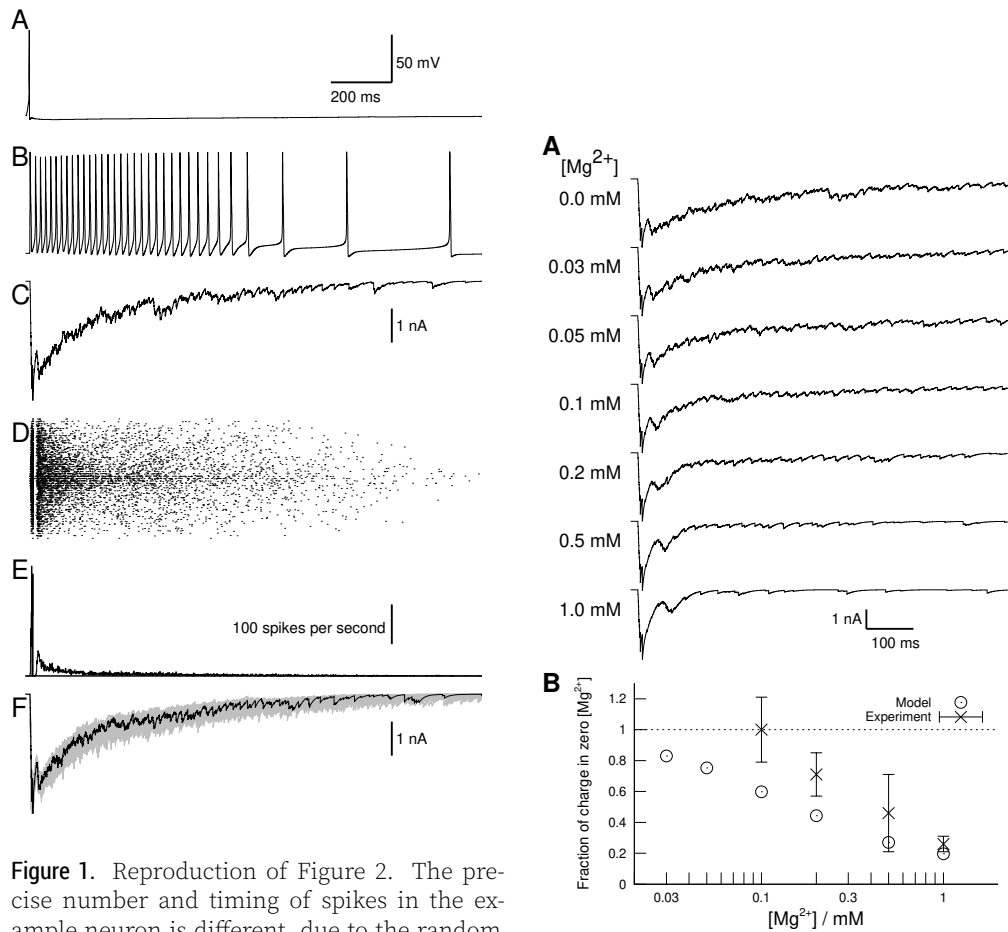 A
50 mV
200 ms
B
C
1 nA
D
E
100 spikes per second
F
1 nA
Figure 1. Reproduction of Figure 2. The pre-
cise number and timing of spikes in the ex-
ample neuron is different, due to the random
A
[Mg2+]
0.0 mM
0.03 mM
0.05 mM
0.1 mM
0.2 mM
0.5 mM
1.0 mM
1 nA
100 ms
B
Fraction of charge in zero [Mg2+]
1.2
1
0.8
0.6
0.4
0.2
0
Model
Experiment
0.03 0.1 0.3 1
[Mg2+] / mM